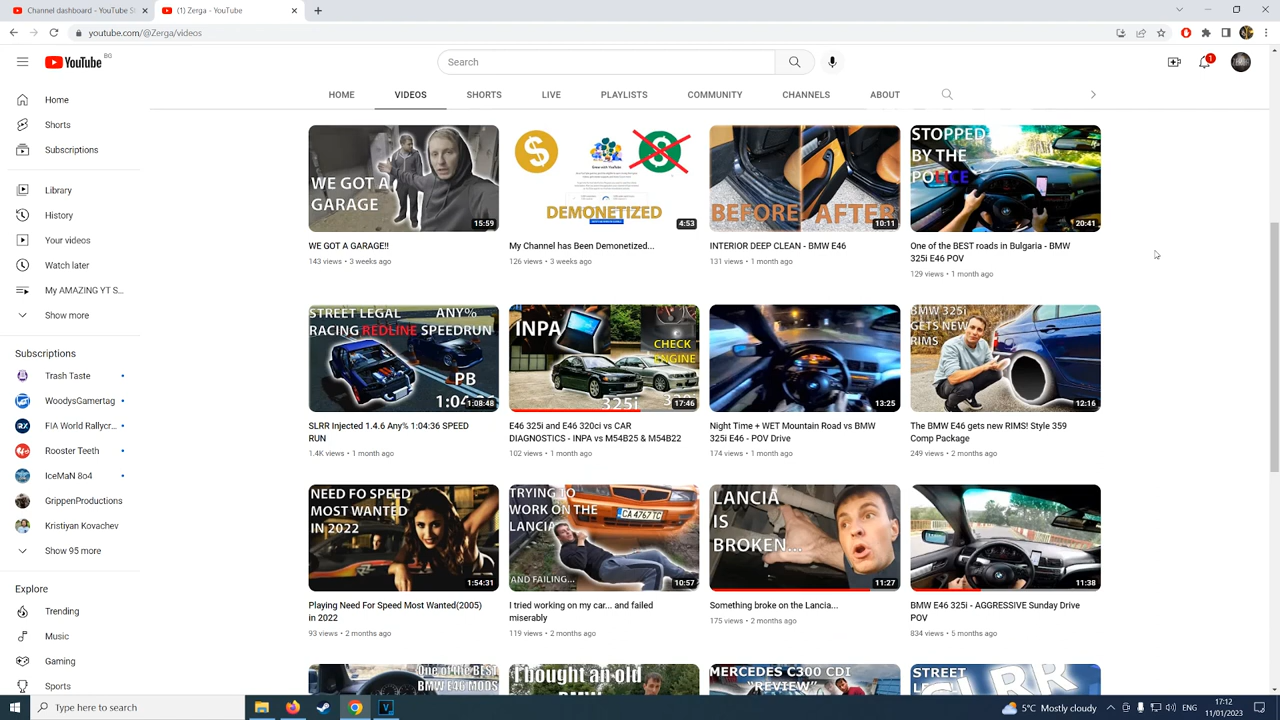 Channel dashboard - YouTube St
(1) Zerga - YouTube
youtube.com/@Zerga/videos
YouTube BG
Search
1
HOME
VIDEOS
SHORTS
LIVE
PLAYLISTS
COMMUNITY
CHANNELS
ABOUT
Home
Shorts
Subscriptions
Library
History
Your videos
Watch later
My AMAZING YT S...
Show more
Subscriptions
Trash Taste
WoodysGamertag
FIA World Rallycr...
Rooster Teeth
IceMaN 8o4
GrippenProductions
Kristiyan Kovachev
Show 95 more
Explore
Trending
Music
Gaming
Sports
WE GOT A
GARAGE
15:59
WE GOT A GARAGE!!
143 views • 3 weeks ago
DEMONETIZED
4:53
My Channel has Been Demonetized...
126 views • 3 weeks ago
BEFORE AFTER
10:11
INTERIOR DEEP CLEAN - BMW E46
131 views • 1 month ago
STOPPED
BY THE
POLICE
20:41
One of the BEST roads in Bulgaria - BMW
325i E46 POV
129 views • 1 month ago
STREET LEGAL ANY%
RACING REDLINE SPEEDRUN
PB
1:04
1:08:48
SLRR Injected 1.4.6 Any% 1:04:36 SPEED
RUN
1.4K views • 1 month ago
INPA
CHECK
ENGINE
325i
17:46
E46 325i and E46 320ci vs CAR
DIAGNOSTICS - INPA vs M54B25 & M54B22
102 views • 1 month ago
13:25
Night Time + WET Mountain Road vs BMW
325i E46 - POV Drive
174 views • 1 month ago
BMW 325i
GETS NEW
RIMS
12:16
The BMW E46 gets new RIMS! Style 359
Comp Package
249 views • 2 months ago
NEED FO SPEED
MOST WANTED
IN 2022
1:54:31
Playing Need For Speed Most Wanted(2005)
in 2022
93 views • 2 months ago
TRYING TO
WORK ON THE
LANCIA
CA 4767 TC
AND FAILING...
10:57
I tried working on my car... and failed
miserably
119 views • 2 months ago
LANCIA
IS
BROKEN...
11:27
Something broke on the Lancia...
175 views • 2 months ago
11:38
BMW E46 325i - AGGRESSIVE Sunday Drive
POV
834 views • 5 months ago
One of the BEST
BMW E46 MODS
Thought an old
MERCEDES C300 CDI
"REVIEW"
STREET
SLRR
Type here to search
5°C Mostly cloudy
ENG
17:12
11/01/2023